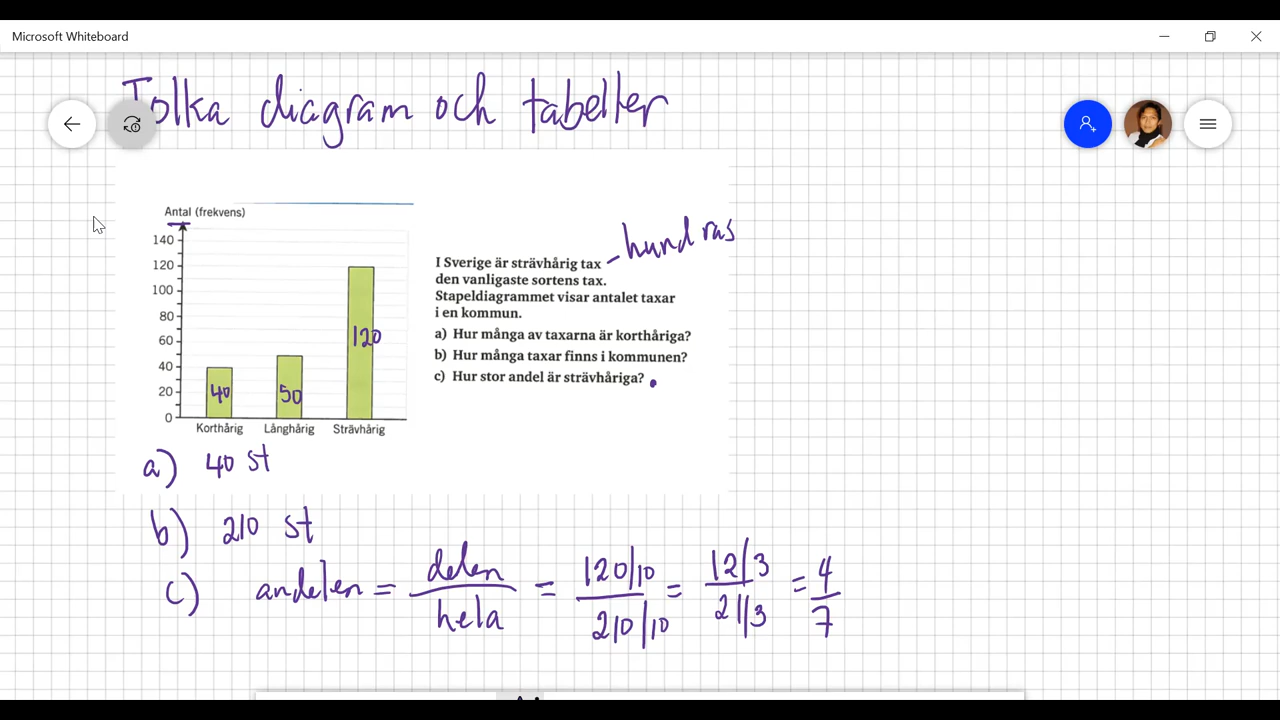 Microsoft Whiteboard
Tolka diagram och tabeller
Antal (frekvens)
140
120
100
80
60
40
20
0
40
50
120
Korthårig Långhårig Strävhårig
I Sverige är strävhårig tax - hund ras
den vanligaste sortens tax.
Stapeldiagrammet visar antalet taxar
i en kommun.
a) Hur många av taxarna är korthåriga?
b) Hur många taxar finns i kommunen?
c) Hur stor andel är strävhåriga?
a) 40 st
b) 210 st
c) andelen = delen / hela = 120/10 / 210/10 = 12/3 / 21/3 = 4/7